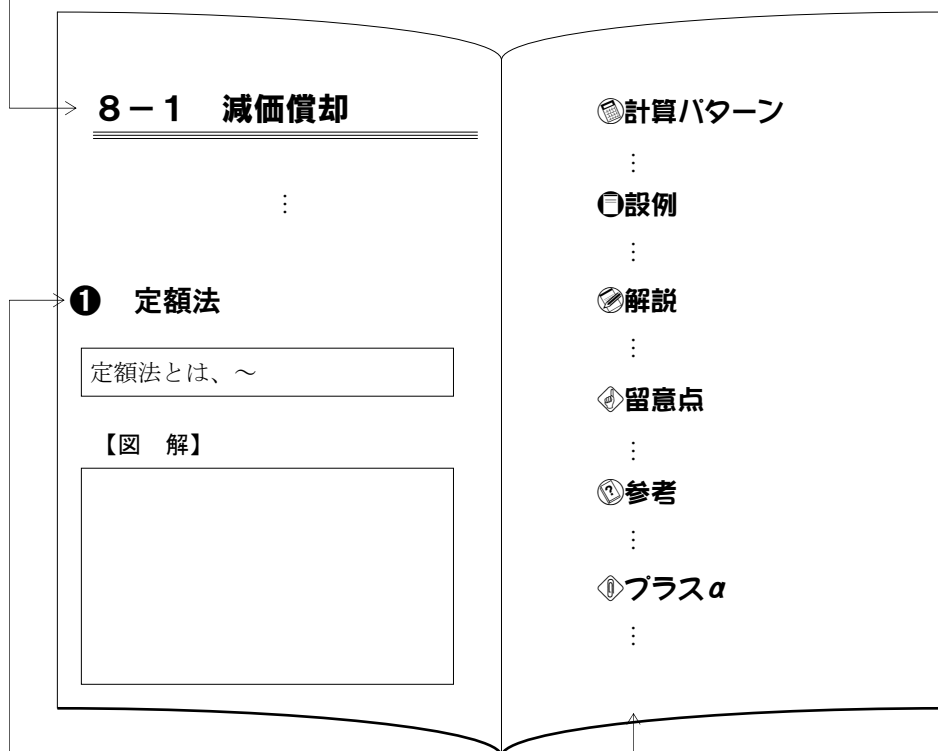 8－1　減価償却
⋮
❶　定額法
定額法とは、～
【図　解】
計算パターン
⋮
設例
⋮
解説
⋮
留意点
⋮
参考
⋮
プラスα
⋮